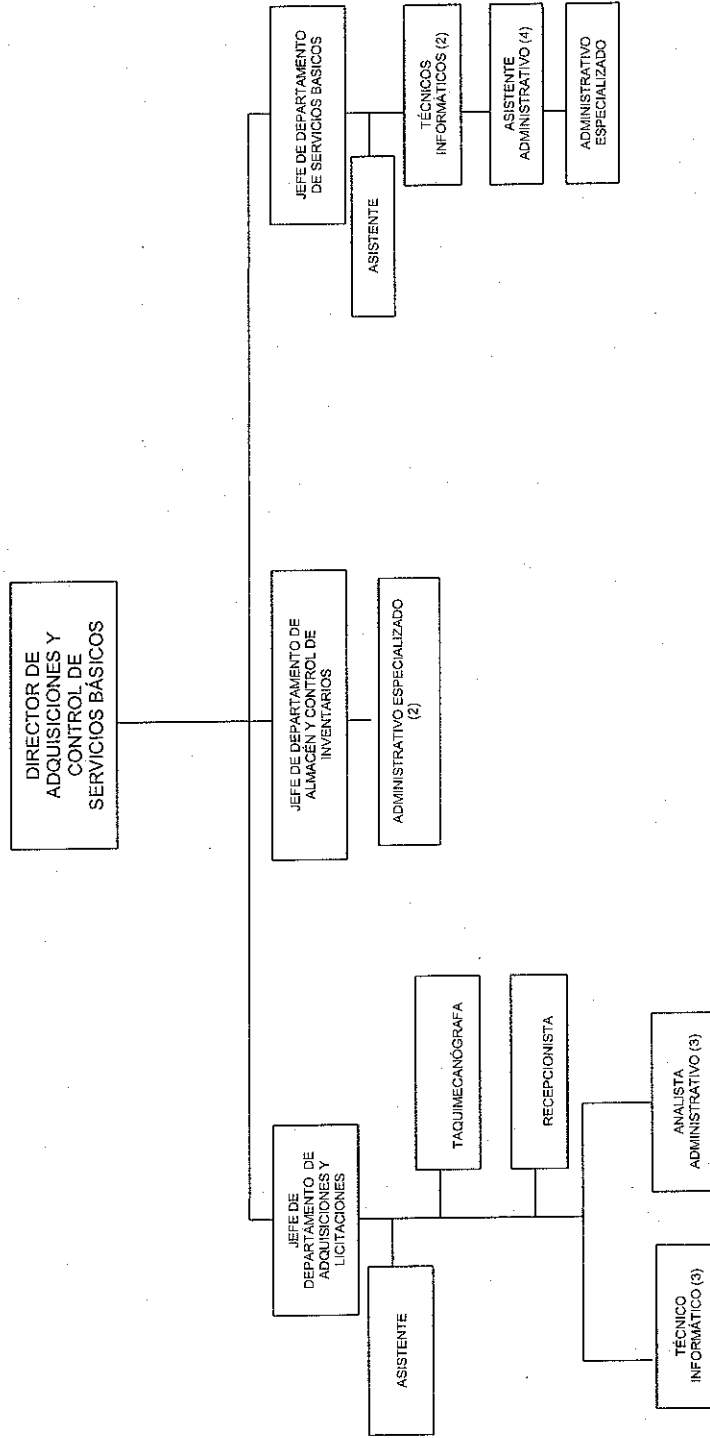 DIRECTOR DE
ADQUISICIONES Y
CONTROL DE
SERVICIOS BÁSICOS
JEFE DE
DEPARTAMENTO DE
ADQUISICIONES Y
LICITACIONES
ASISTENTE
TAQUIMECANÓGRAFA
RECEPCIONISTA
TÉCNICO
INFORMÁTICO (3)
ANALISTA
ADMINISTRATIVO (3)
JEFE DE DEPARTAMENTO DE
ALMACÉN Y CONTROL DE
INVENTARIOS
ADMINISTRATIVO ESPECIALIZADO
(2)
JEFE DE DEPARTAMENTO
DE SERVICIOS BASICOS
ASISTENTE
TÉCNICOS
INFORMÁTICOS (2)
ASISTENTE
ADMINISTRATIVO (4)
ADMINISTRATIVO
ESPECIALIZADO